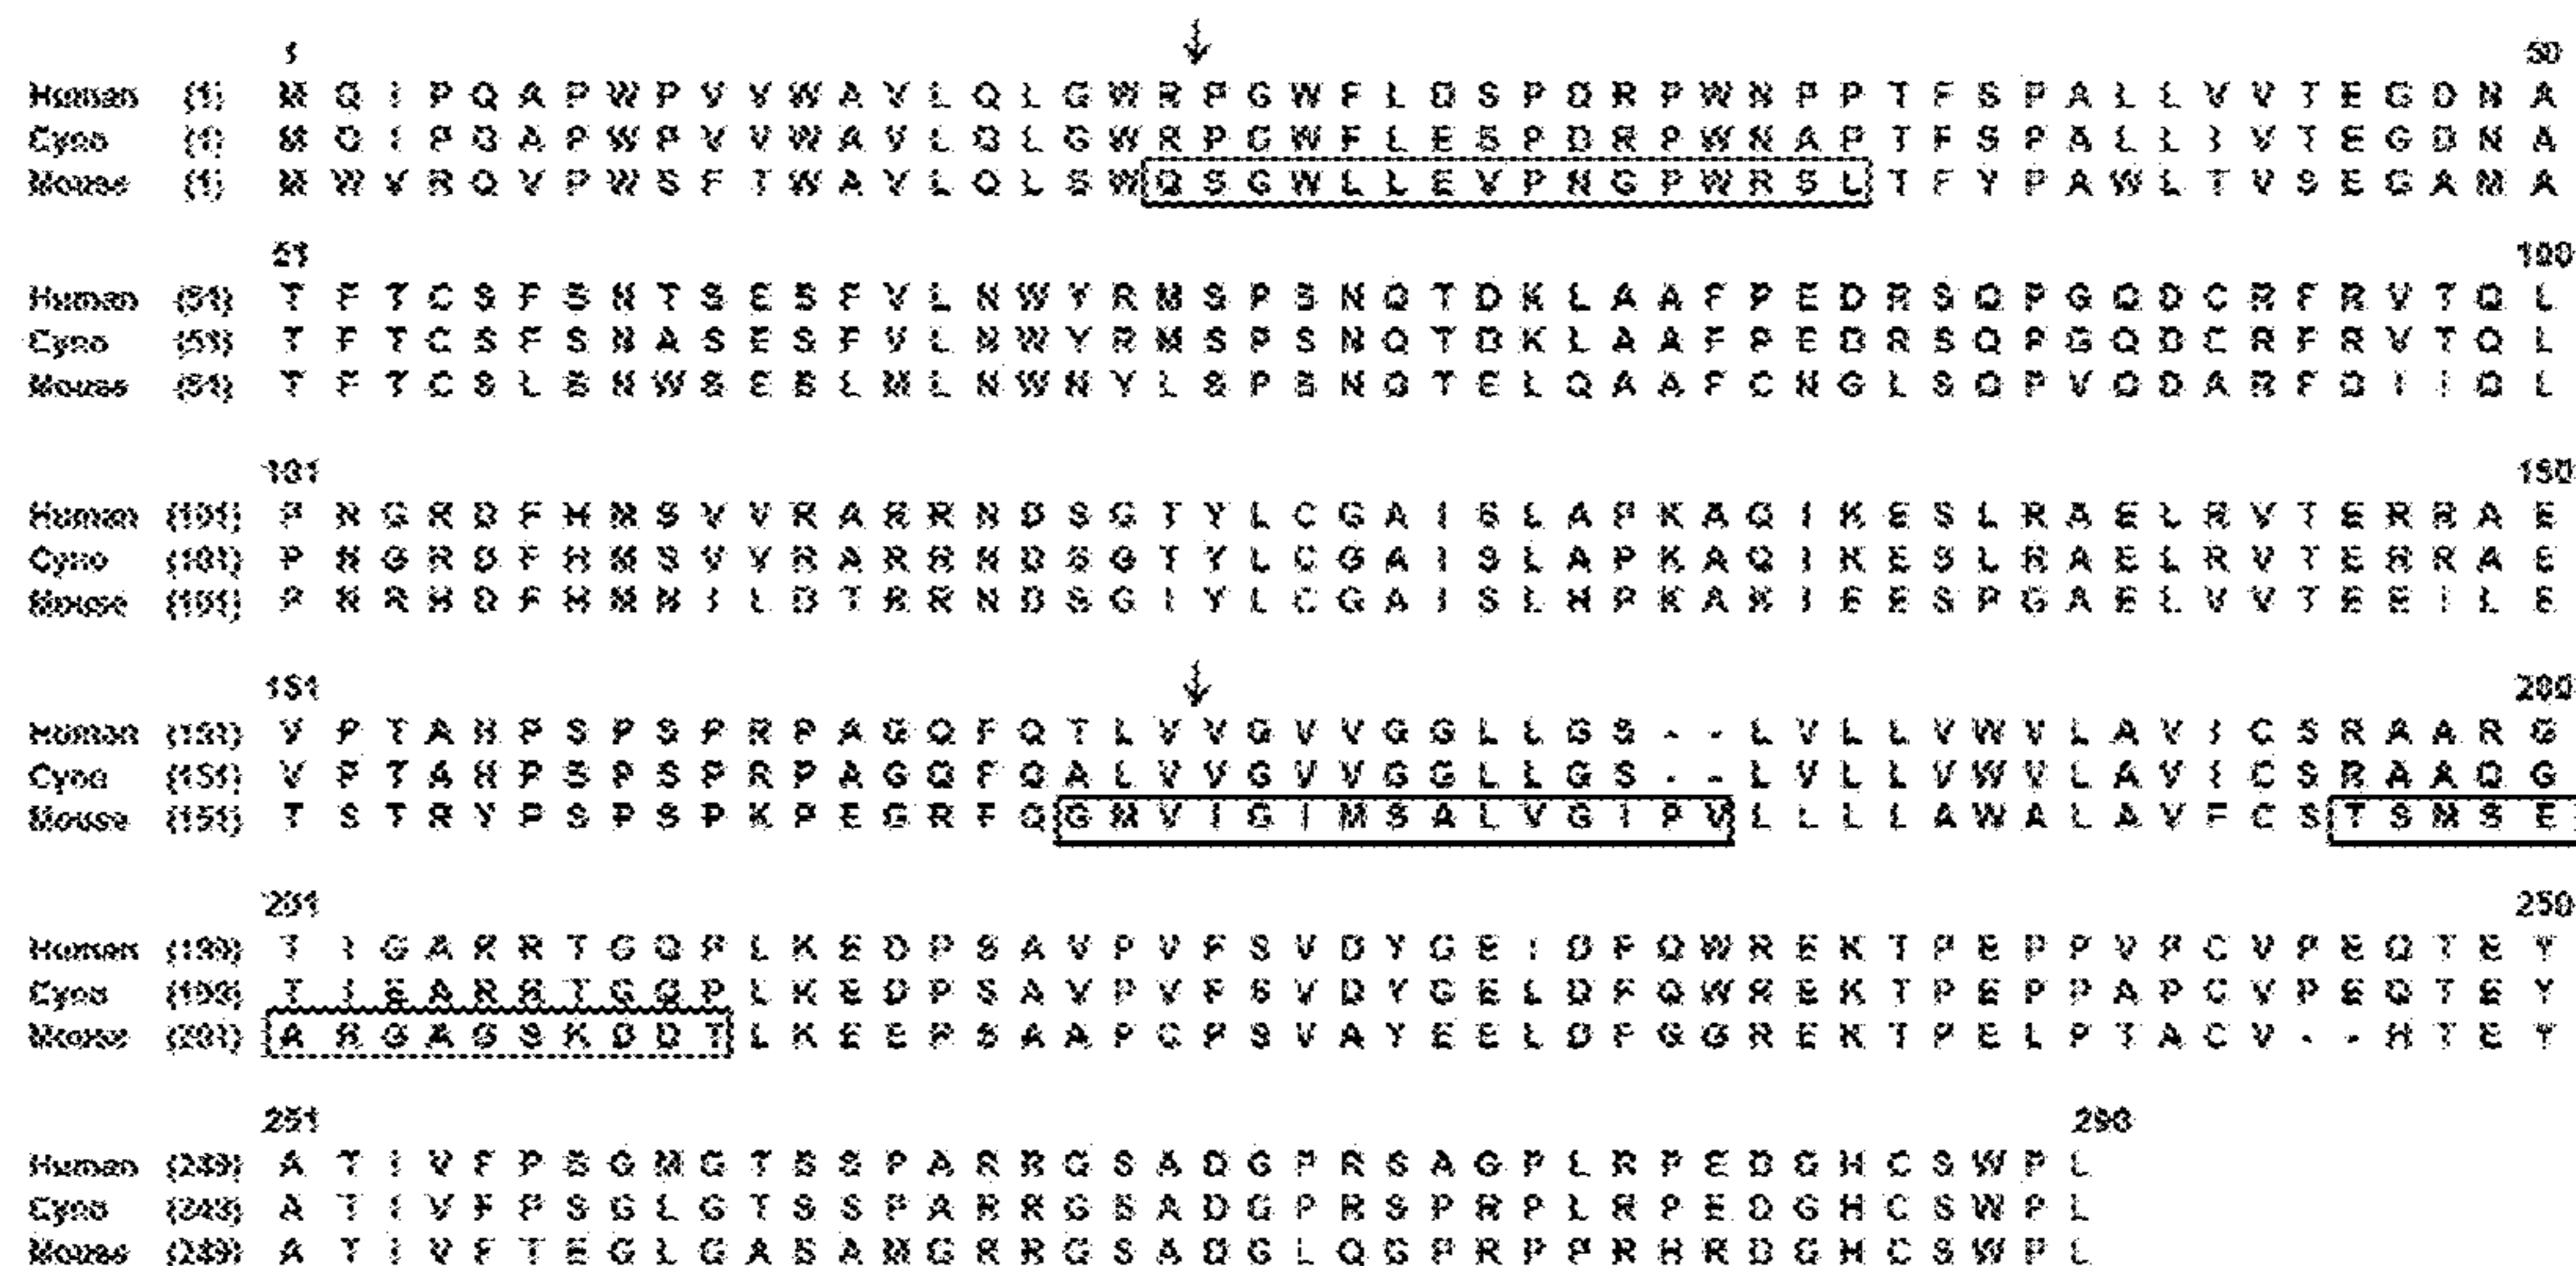 1 50
Human (1) M Q I P Q A P W P V V W A V L Q L G W R P G W F L D S P D R P W N P P T F S P A L L V V T E G D N A
Cyno (1) M Q I P Q A P W P V V W A V L Q L G W R P G W F L E S P D R P W N A P T F S P A L L I V T E G D N A
Mouse (1) M W V R Q V P W S F T W A V L Q L S W Q S G W L L E V P N G P W R S L T F Y P A W L T V S E G A M A
51 100
Human (51) T F T C S F S N T S E S F V L N W Y R M S P S N Q T D K L A A F P E D R S Q P G Q D C R F R V T Q L
Cyno (51) T F T C S F S N A S E S F V L N W Y R M S P S N Q T D K L A A F P E D R S Q P G Q D C R F R V T Q L
Mouse (51) T F T C S L S N W S E S L M L N W N Y L S P S N Q T E L Q A A F C N G L S Q P V Q D A R F Q I I Q L
101 150
Human (101) P N G R D F H M S V V R A R R N D S G T Y L C G A I S L A P K A Q I K E S L R A E L R V T E R R A E
Cyno (101) P N G R D F H M S V V R A R R N D S G T Y L C G A I S L A P K A Q I K E S L R A E L R V T E R R A E
Mouse (101) P N R H D F H M N I L D T R R N D S G I Y L C G A I S L H P K A K I E E S P G A E L V V T E E I L E
151 200
Human (151) V P T A H P S P S P R P A G Q F Q T L V V G V V G G L L G S - - L V L L V W V L A V I C S R A A R G
Cyno (151) V P T A H P S P S P R P A G Q F Q A L V V G V V G G L L G S - - L V L L V W V L A V I C S R A A Q G
Mouse (151) T S T R Y P S P S P K P E G R F Q G M V I G I M S A L V G I P V L L L L A W A L A V F C S T S M S E
201 250
Human (199) T I G A R R T G Q P L K E D P S A V P V F S V D Y G E I D F Q W R E K T P E P P V P C V P E Q T E Y
Cyno (199) T I E A R R T G Q P L K E D P S A V P V F S V D Y G E L D F Q W R E K T P E P P A P C V P E Q T E Y
Mouse (201) A R G A G S K D D T L K E E P S A A P C P S V A Y E E L D F Q G R E K T P E L P T A C V - - H T E Y
251 290
Human (249) A T I V F P S G M G T S S P A R R G S A D G P R S A G P L R P E D G H C S W P L
Cyno (249) A T I V F P S G L G T S S P A R R G S A D G P R S P R P L R P E D G H C S W P L
Mouse (249) A T I V F T E G L G A S A M G R R G S A D G L Q G P R P P R H R D G H C S W P L